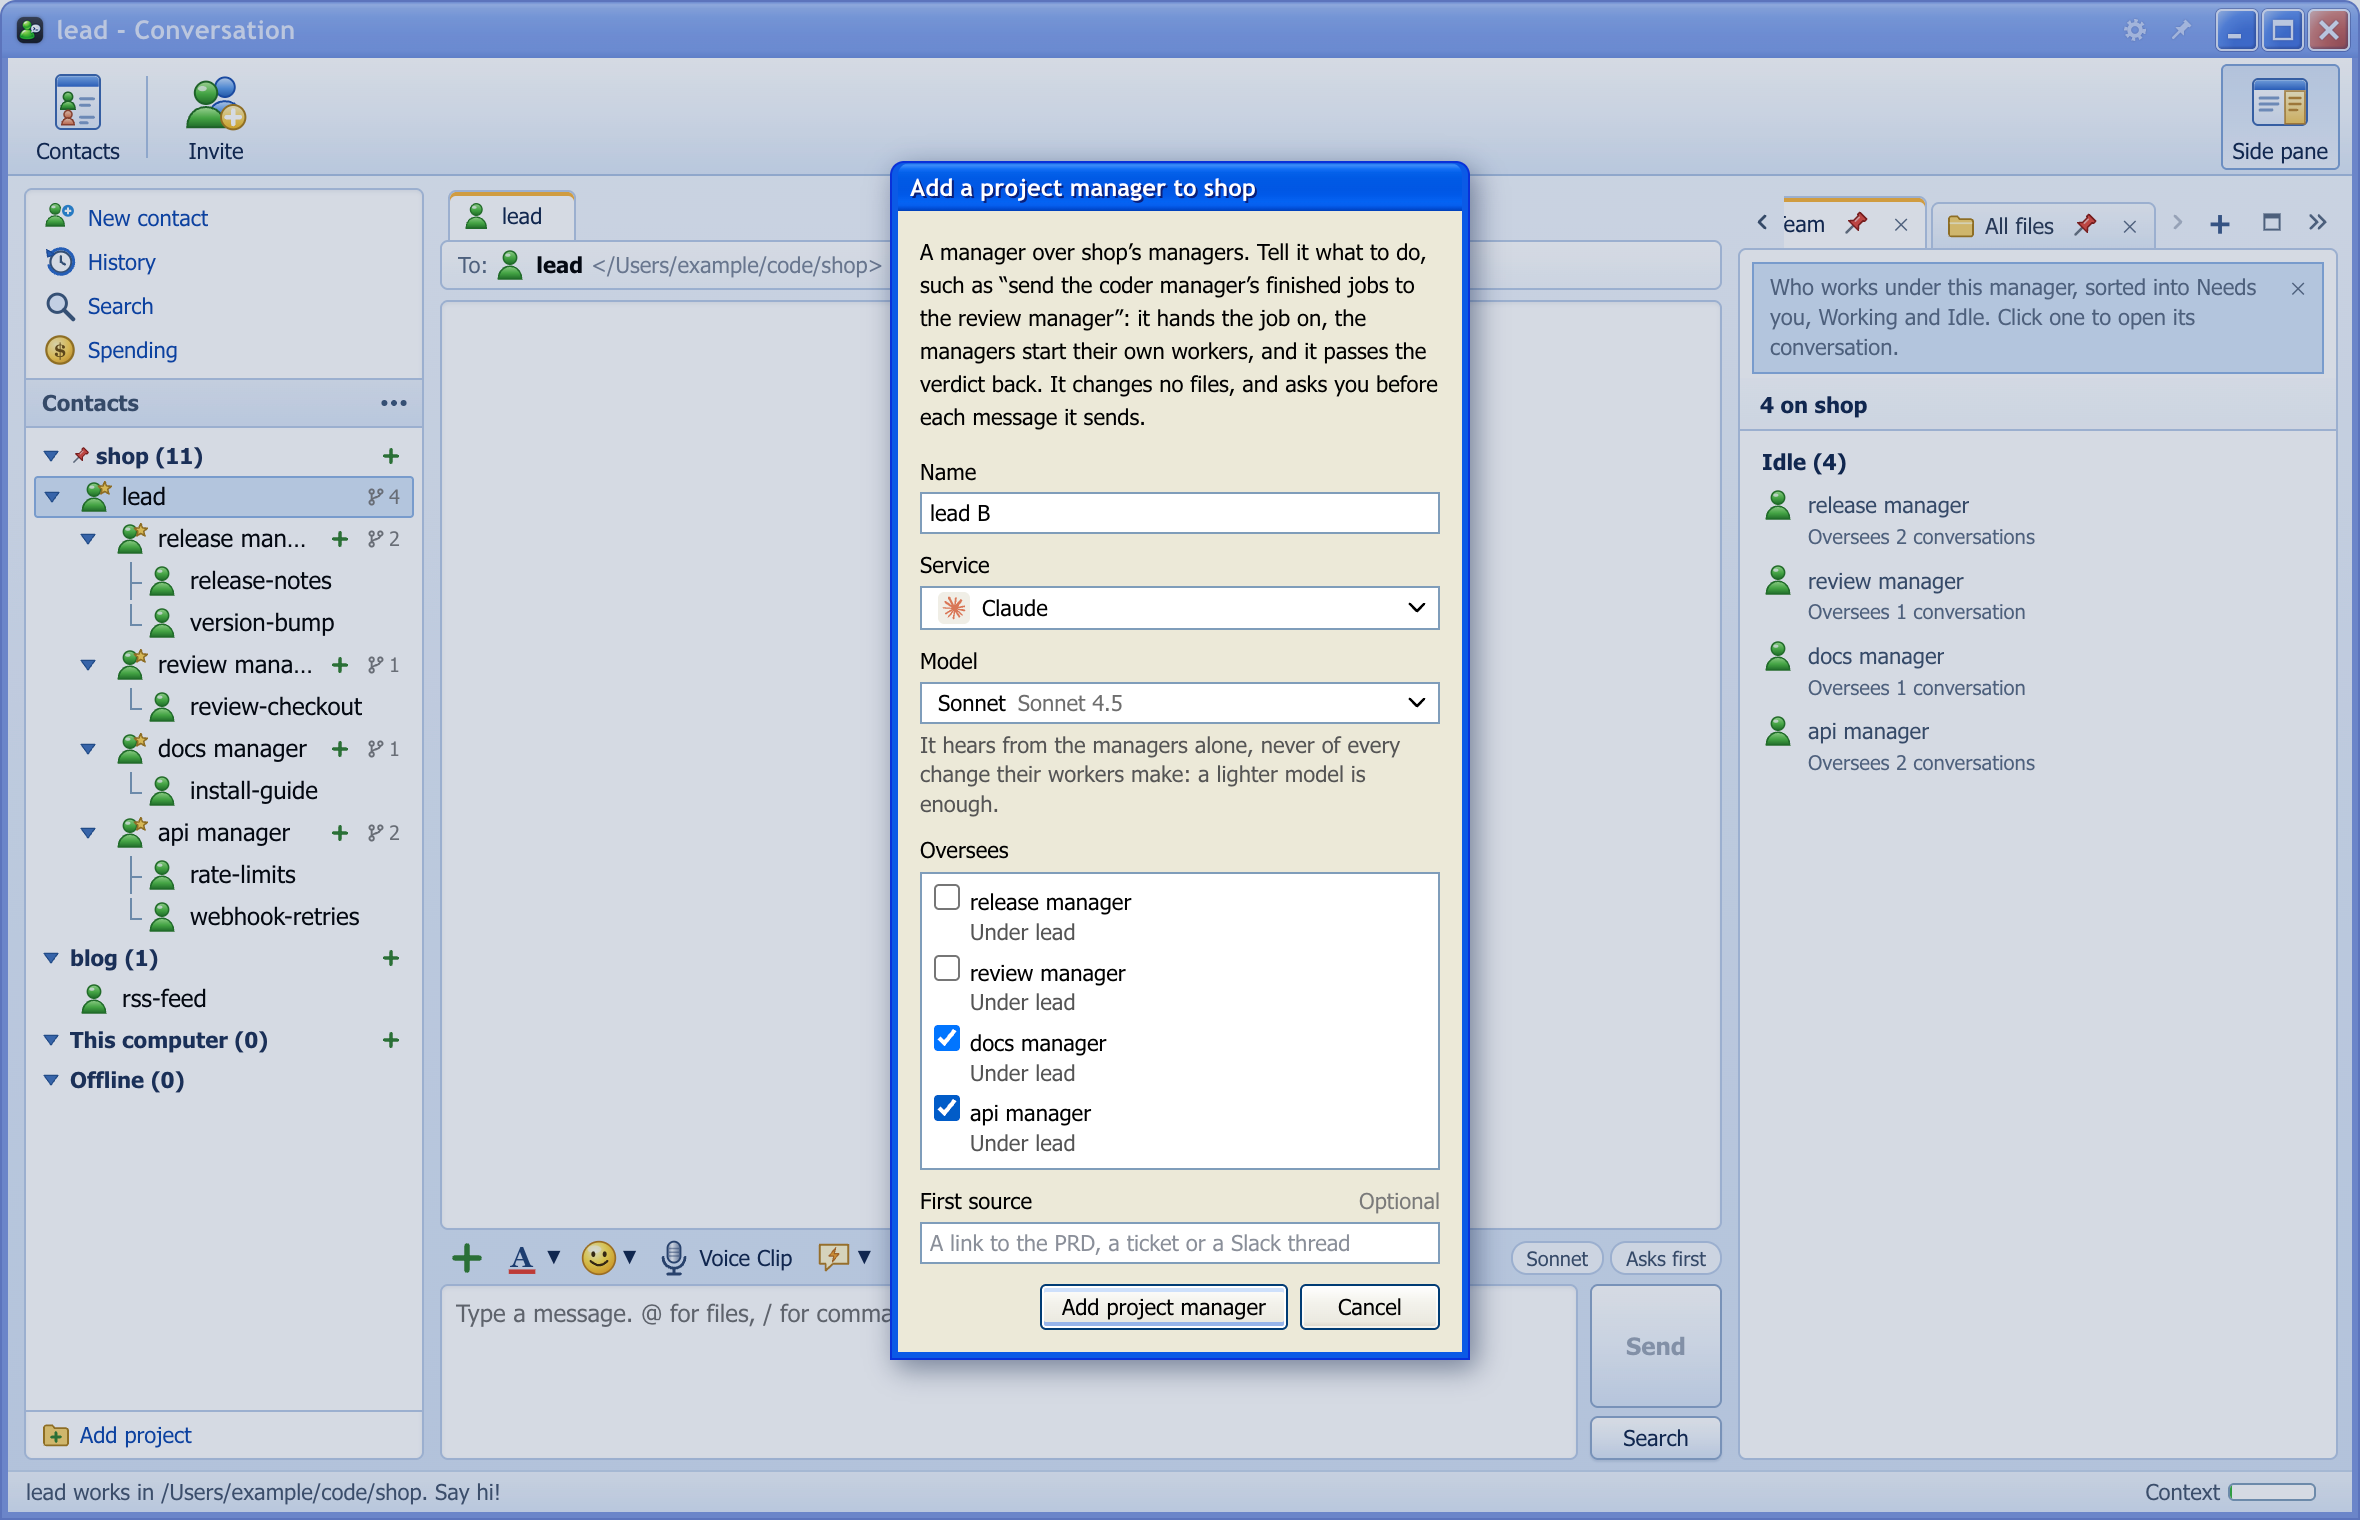 lead - Conversation
Contacts
Invite
Side pane
New contact
History
Search
Spending
Contacts
shop (11)
lead 4
release man... 2
release-notes
version-bump
review mana... 1
review-checkout
docs manager 1
install-guide
api manager 2
rate-limits
webhook-retries
blog (1)
rss-feed
This computer (0)
Offline (0)
Add project
lead
To: lead </Users/example/code/shop>
A Voice Clip
Sonnet Asks first
Type a message. @ for files, / for comma
Send
Search
Add a project manager to shop
A manager over shop’s managers. Tell it what to do,
such as “send the coder manager’s finished jobs to
the review manager”: it hands the job on, the
managers start their own workers, and it passes the
verdict back. It changes no files, and asks you before
each message it sends.
Name
lead B
Service
Claude
Model
Sonnet Sonnet 4.5
It hears from the managers alone, never of every
change their workers make: a lighter model is
enough.
Oversees
release manager
Under lead
review manager
Under lead
docs manager
Under lead
api manager
Under lead
First source Optional
A link to the PRD, a ticket or a Slack thread
Add project manager Cancel
eam All files
Who works under this manager, sorted into Needs
you, Working and Idle. Click one to open its
conversation.
4 on shop
Idle (4)
release manager
Oversees 2 conversations
review manager
Oversees 1 conversation
docs manager
Oversees 1 conversation
api manager
Oversees 2 conversations
lead works in /Users/example/code/shop. Say hi!
Context